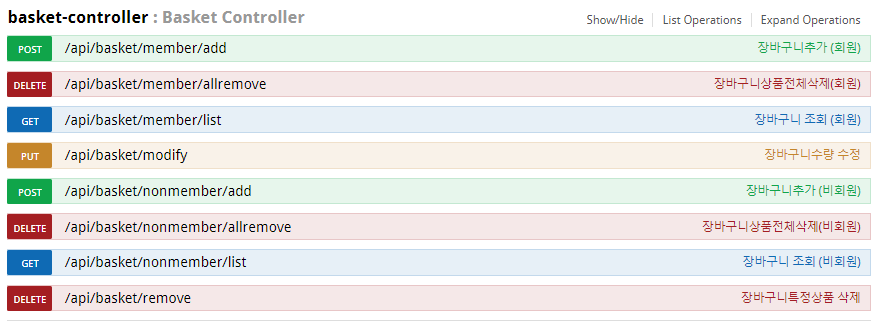 basket-controller : Basket Controller Show/Hide List Operations Expand Operations
POST /api/basket/member/add 장바구니추가 (회원)
DELETE /api/basket/member/allremove 장바구니상품전체삭제(회원)
GET /api/basket/member/list 장바구니 조회 (회원)
PUT /api/basket/modify 장바구니수량 수정
POST /api/basket/nonmember/add 장바구니추가 (비회원)
DELETE /api/basket/nonmember/allremove 장바구니상품전체삭제(비회원)
GET /api/basket/nonmember/list 장바구니 조회 (비회원)
DELETE /api/basket/remove 장바구니특정상품 삭제